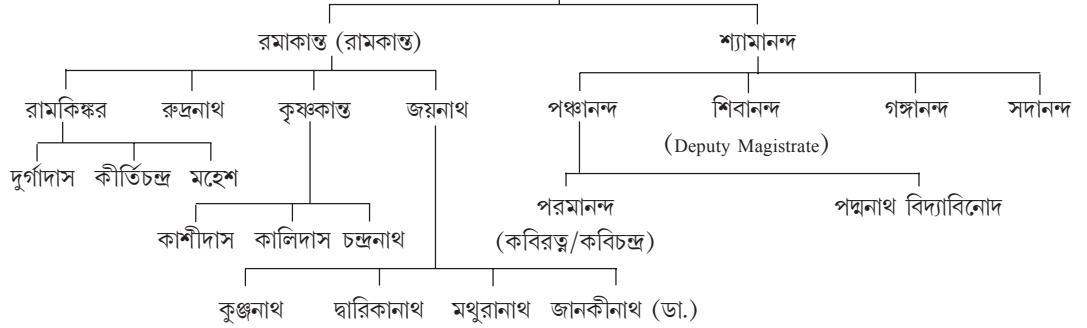 রমাকান্ত (রামকান্ত) শ্যামানন্দ
রামকিঙ্কর রুদ্রনাথ কৃষ্ণকান্ত জয়নাথ পঞ্চানন্দ শিবানন্দ গঙ্গানন্দ সদানন্দ
(Deputy Magistrate)
দুর্গাদাস কীর্তিচন্দ্র মহেশ
পরমানন্দ পদ্মনাথ বিদ্যাবিনোদ
কাশীদাস কালিদাস চন্দ্রনাথ (কবিরত্ন/কবিচন্দ্র)
কুঞ্জনাথ দ্বারিকানাথ মথুরানাথ জানকীনাথ (ডা.)